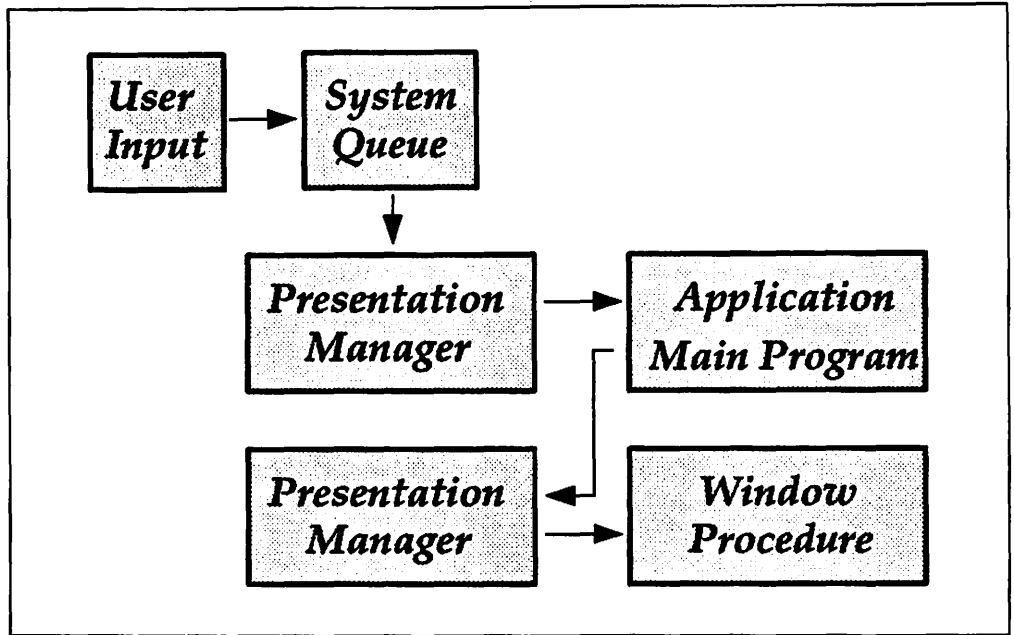 User
Input
System
Queue
Presentation
Manager
Application
Main Program
Presentation
Manager
Window
Procedure